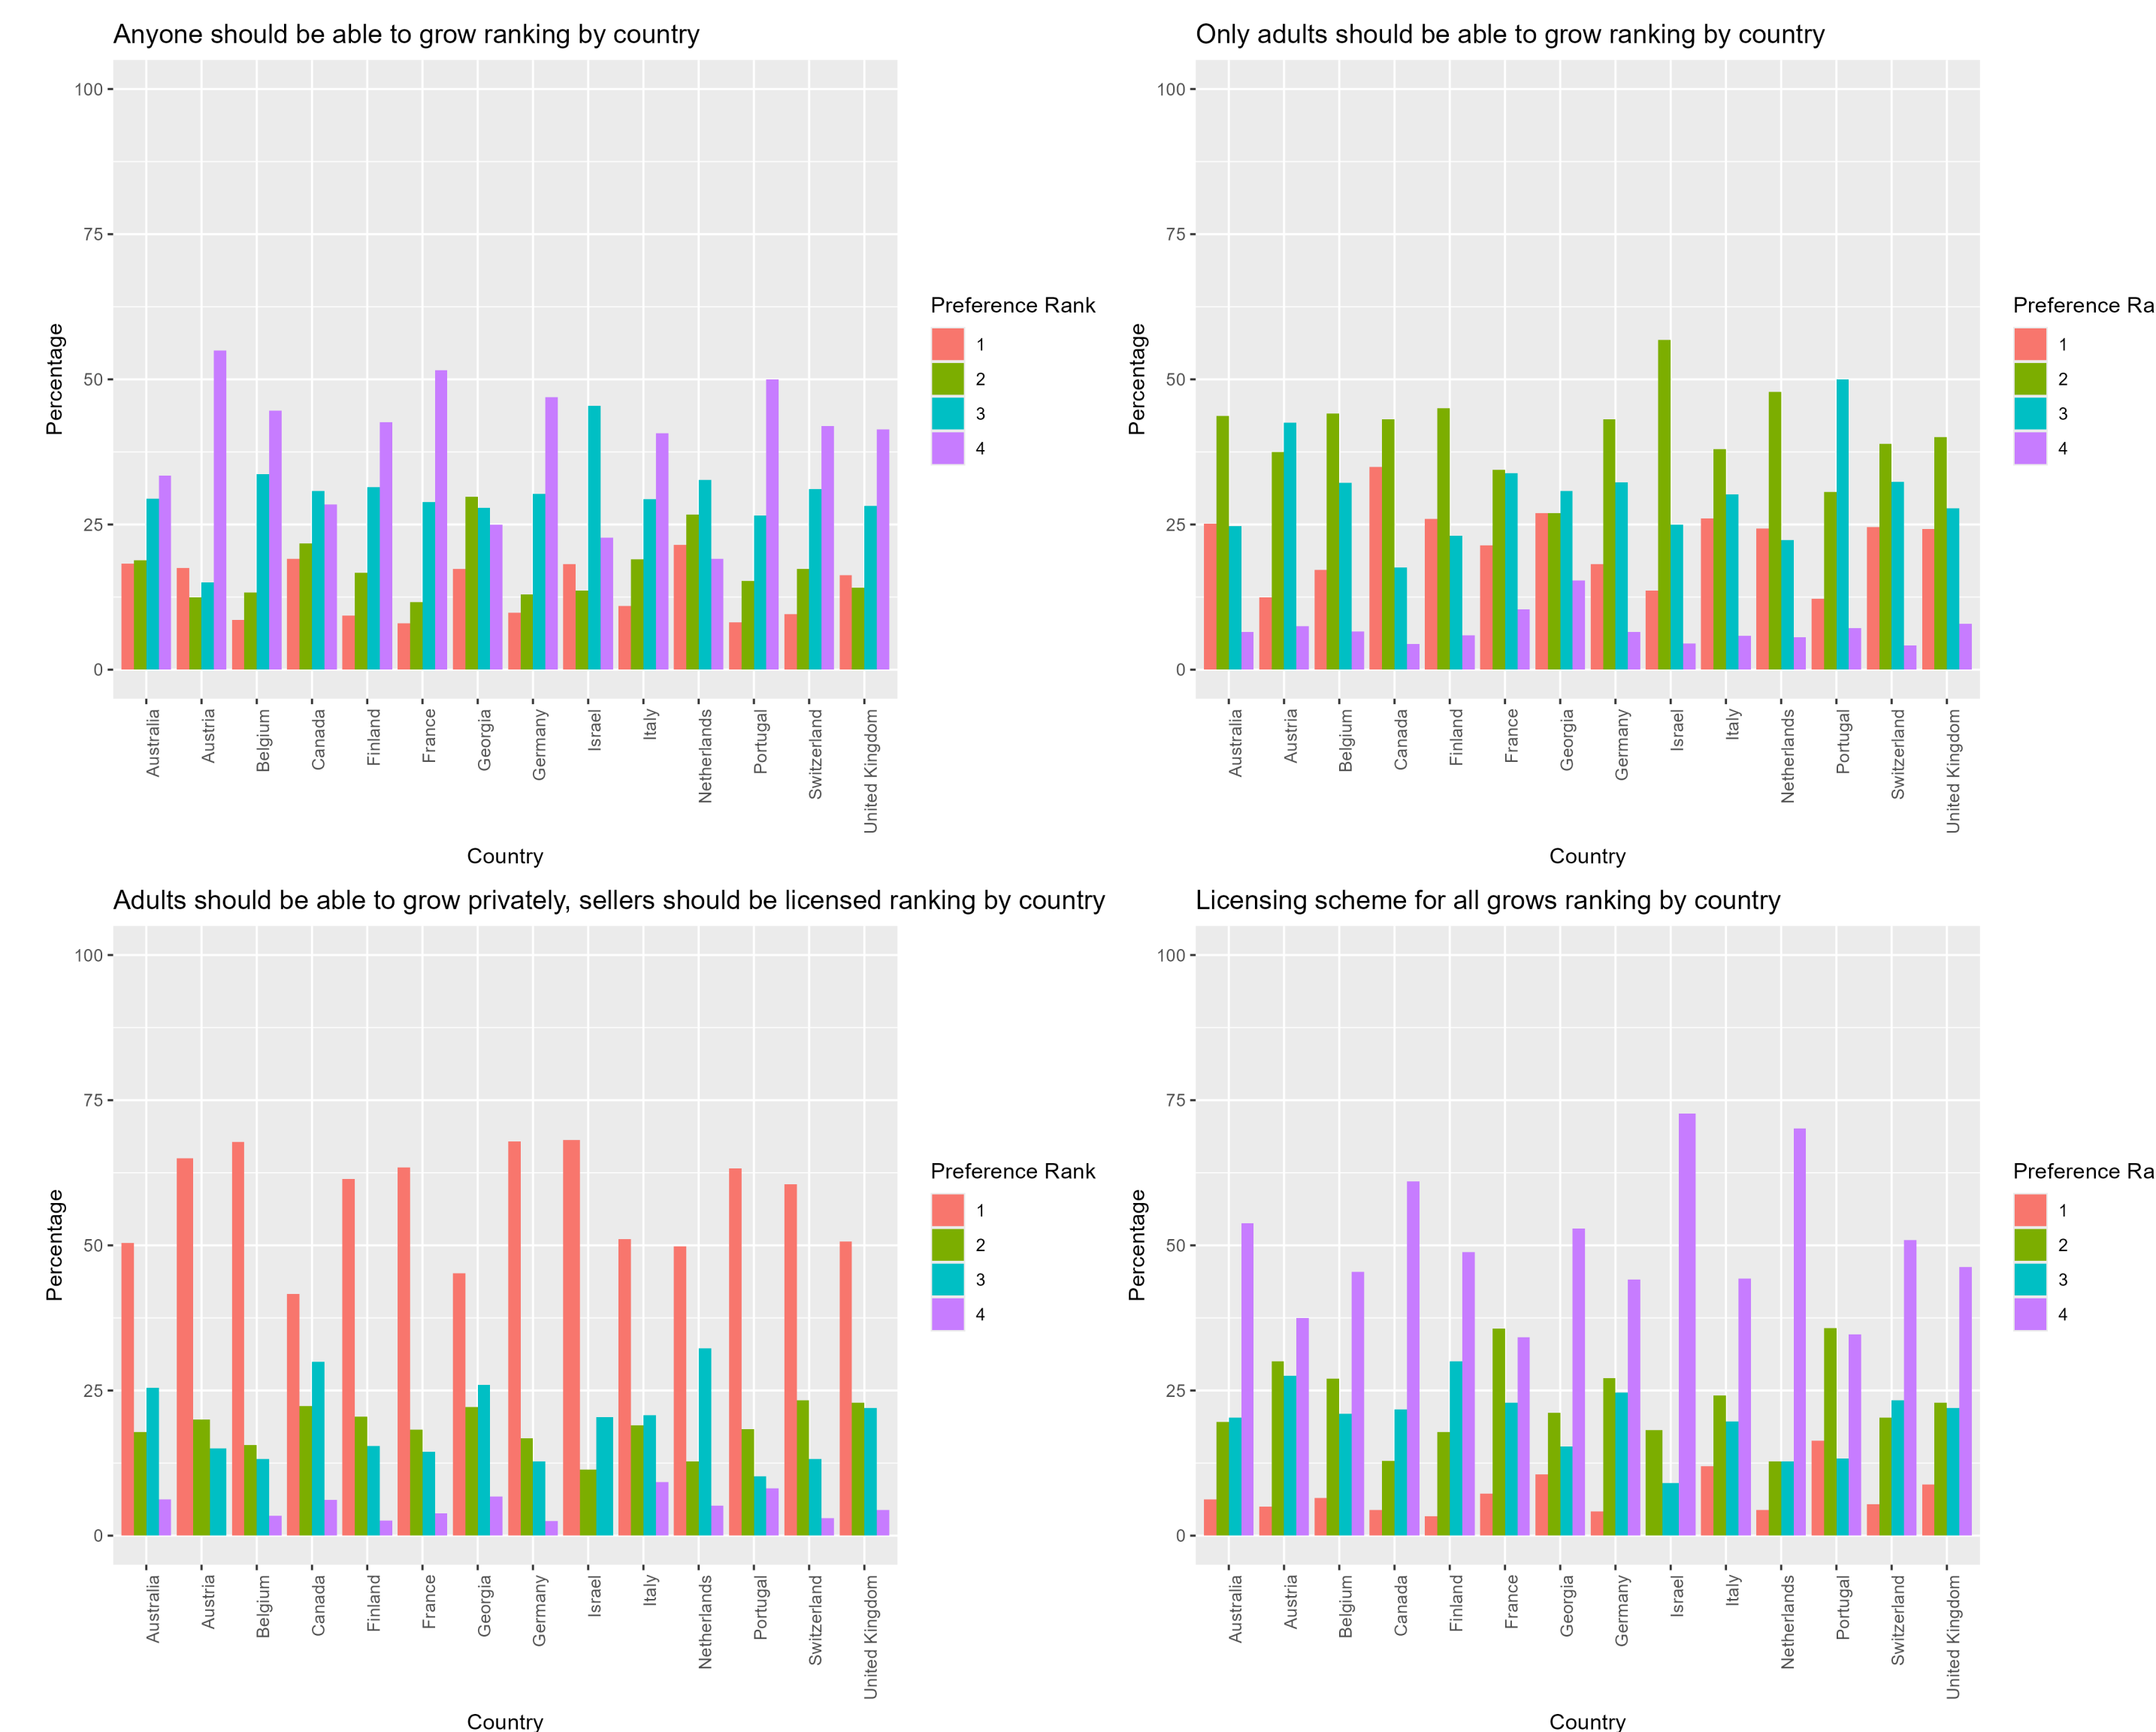 Anyone should be able to grow ranking by country
100
75
50
25
0
Percentage
Australia
Austria
Belgium
Canada
Finland
France
Georgia
Germany
Israel
Italy
Netherlands
Portugal
Switzerland
United Kingdom
Country
Preference Rank
1
2
3
4
Only adults should be able to grow ranking by country
100
75
50
25
0
Percentage
Australia
Austria
Belgium
Canada
Finland
France
Georgia
Germany
Israel
Italy
Netherlands
Portugal
Switzerland
United Kingdom
Country
Preference Ra
1
2
3
4
Adults should be able to grow privately, sellers should be licensed ranking by country
100
75
50
25
0
Percentage
Australia
Austria
Belgium
Canada
Finland
France
Georgia
Germany
Israel
Italy
Netherlands
Portugal
Switzerland
United Kingdom
Country
Preference Rank
1
2
3
4
Licensing scheme for all grows ranking by country
100
75
50
25
0
Percentage
Australia
Austria
Belgium
Canada
Finland
France
Georgia
Germany
Israel
Italy
Netherlands
Portugal
Switzerland
United Kingdom
Country
Preference Ra
1
2
3
4